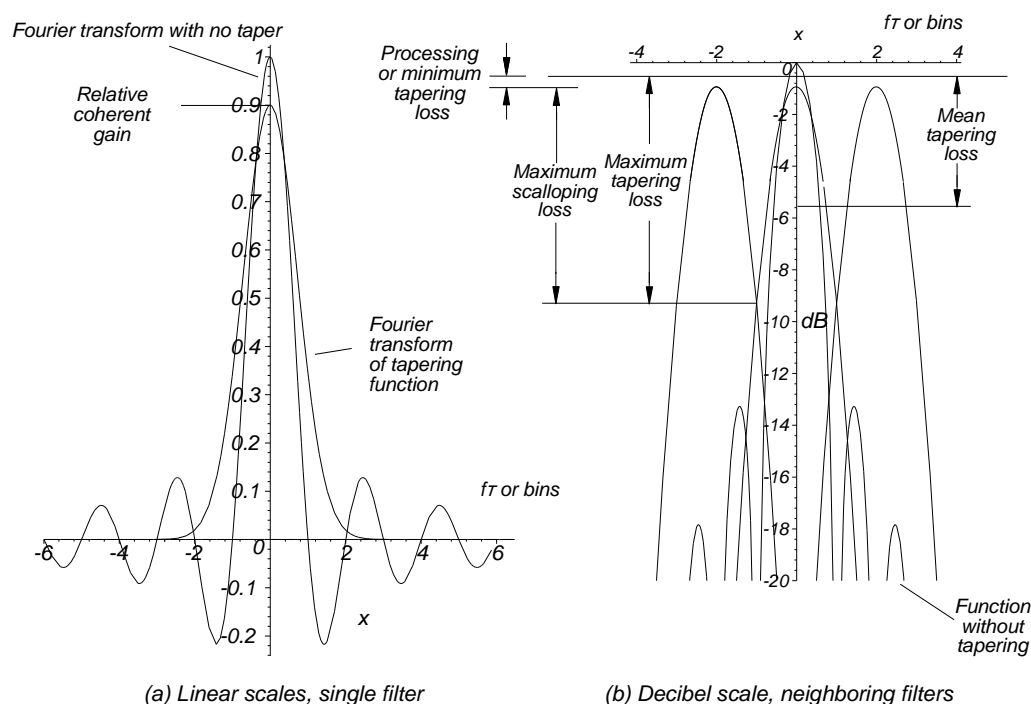 Fourier transform with no taper
1
Relative
coherent
gain
0.9
0.8
0.7
0.6
0.5
0.4
0.3
0.2
0.1
Fourier
transform
of tapering
function
fτ or bins
-6 -4 -2 0 2 4 6
-0.1
-0.2
x
(a) Linear scales, single filter
fτ or bins
x
-4 -2 2 4
Processing
or minimum
tapering
loss
Maximum
scalloping
loss
Maximum
tapering
loss
Mean
tapering
loss
0
-2
-4
-6
-8
-10
dB
-12
-14
-16
-18
-20
Function
without
tapering
(b) Decibel scale, neighboring filters